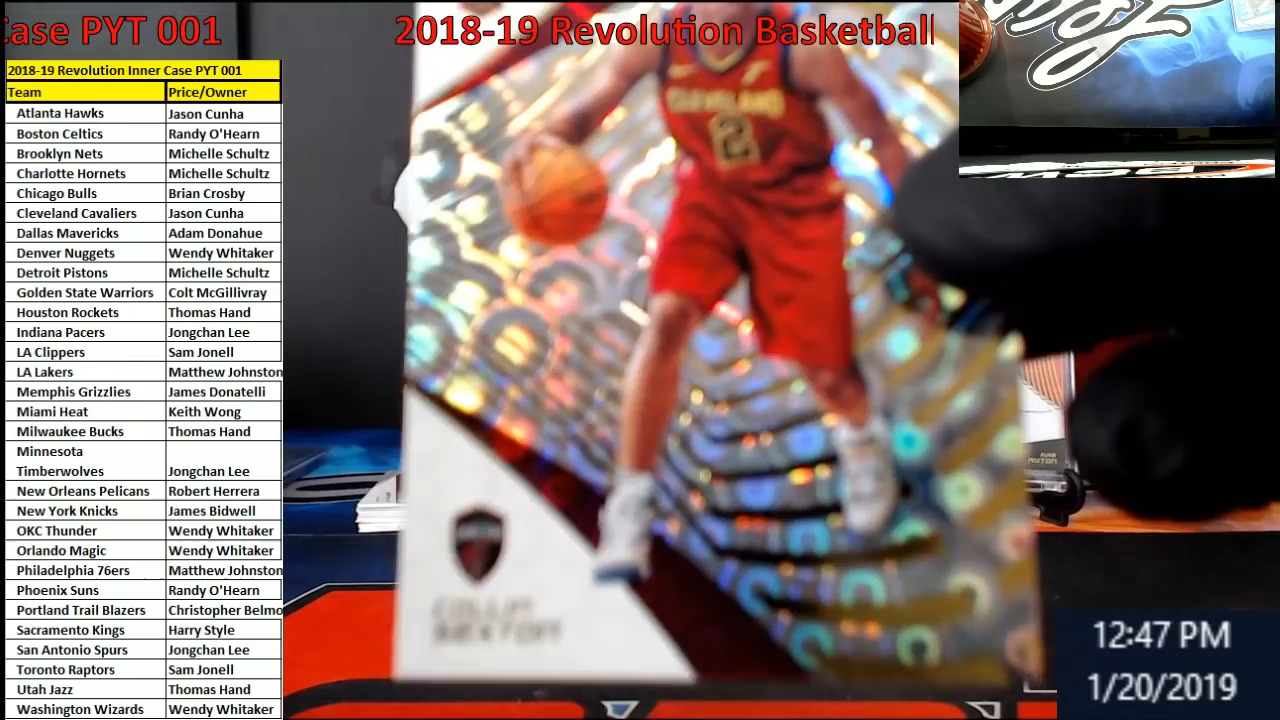 Case PYT 001
2018-19 Revolution Basketball
2018-19 Revolution Inner Case PYT 001
Team Price/Owner
Atlanta Hawks Jason Cunha
Boston Celtics Randy O'Hearn
Brooklyn Nets Michelle Schultz
Charlotte Hornets Michelle Schultz
Chicago Bulls Brian Crosby
Cleveland Cavaliers Jason Cunha
Dallas Mavericks Adam Donahue
Denver Nuggets Wendy Whitaker
Detroit Pistons Michelle Schultz
Golden State Warriors Colt McGillivray
Houston Rockets Thomas Hand
Indiana Pacers Jongchan Lee
LA Clippers Sam Jonell
LA Lakers Matthew Johnston
Memphis Grizzlies James Donatelli
Miami Heat Keith Wong
Milwaukee Bucks Thomas Hand
Minnesota
Timberwolves Jongchan Lee
New Orleans Pelicans Robert Herrera
New York Knicks James Bidwell
OKC Thunder Wendy Whitaker
Orlando Magic Wendy Whitaker
Philadelphia 76ers Matthew Johnston
Phoenix Suns Randy O'Hearn
Portland Trail Blazers Christopher Belmo
Sacramento Kings Harry Style
San Antonio Spurs Jongchan Lee
Toronto Raptors Sam Jonell
Utah Jazz Thomas Hand
Washington Wizards Wendy Whitaker
CLEVELAND
2
COLLIN
SEXTON
12:47 PM
1/20/2019